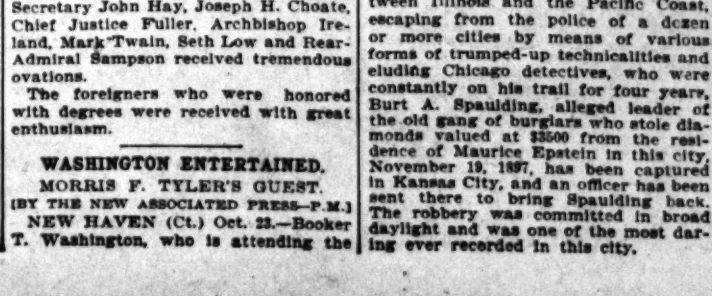 Secretary John Hay, Joseph H. Choate,
Chief Justice Fuller, Archbishop Ire-
land, Mark Twain, Seth Low and Rear-
Admiral Sampson received tremendous
ovations.
The foreigners who were honored
with degrees were received with great
enthusiasm.
WASHINGTON ENTERTAINED.
MORRIS F. TYLER'S GUEST.
[BY THE NEW ASSOCIATED PRESS—P.M.]
NEW HAVEN (Ct.) Oct. 23.—Booker
T. Washington, who is attending the
tween Illinois and the Pacific Coast,
escaping from the police of a dozen
or more cities by means of various
forms of trumped-up technicalities and
eluding Chicago detectives, who were
constantly on his trail for four years,
Burt A. Spaulding, alleged leader of
the old gang of burglars who stole dia-
monds valued at $3500 from the resi-
dence of Maurice Epstein in this city,
November 19, 1897, has been captured
in Kansas City, and an officer has been
sent there to bring Spaulding back.
The robbery was committed in broad
daylight and was one of the most dar-
ing ever recorded in this city.